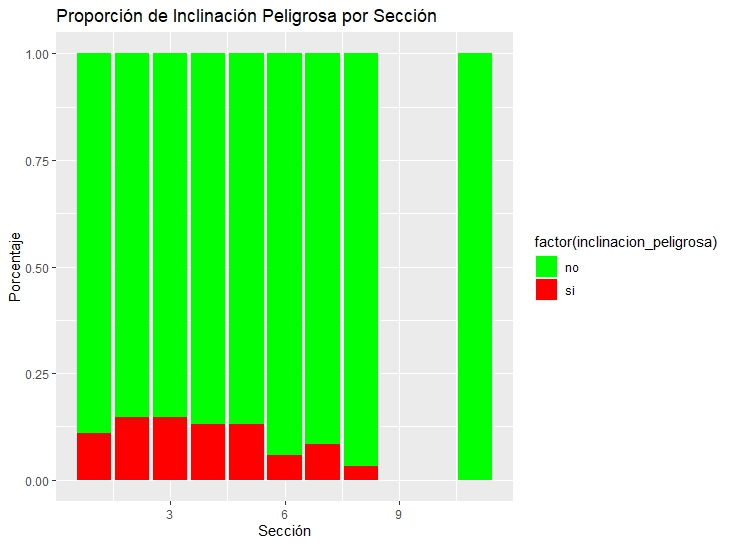 Proporción de Inclinación Peligrosa por Sección
1.00
0.75
0.50
0.25
0.00
Porcentaje
3
6
9
Sección
factor(inclinacion_peligrosa)
no
si